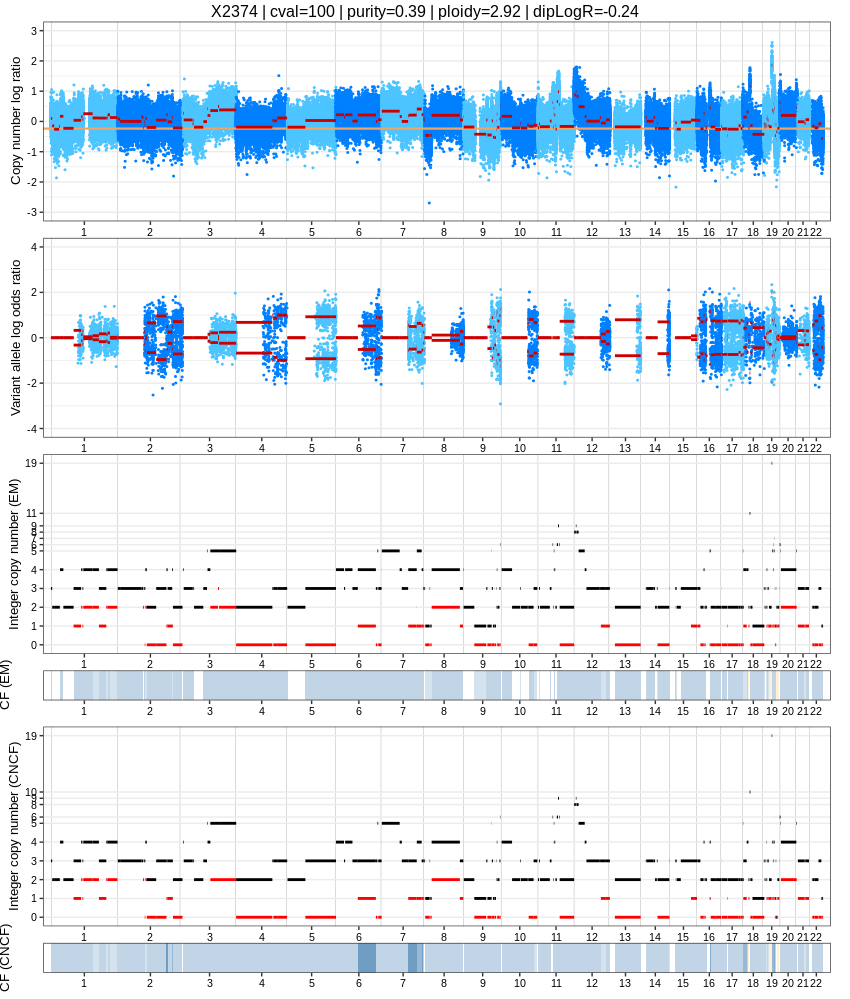 X2374 | cval=100 | purity=0.39 | ploidy=2.92 | dipLogR=-0.24
Copy number log ratio
3
2
1
0
-1
-2
-3
1 2 3 4 5 6 7 8 9 10 11 12 13 14 15 16 17 18 19 20 21 22
Variant allele log odds ratio
4
2
0
-2
-4
1 2 3 4 5 6 7 8 9 10 11 12 13 14 15 16 17 18 19 20 21 22
Integer copy number (EM)
19
11
9
8
7
6
5
4
3
2
1
0
1 2 3 4 5 6 7 8 9 10 11 12 13 14 15 16 17 18 19 20 21 22
CF (EM)
1 2 3 4 5 6 7 8 9 10 11 12 13 14 15 16 17 18 19 20 21 22
Integer copy number (CNCF)
19
10
9
8
6
5
4
3
2
1
0
1 2 3 4 5 6 7 8 9 10 11 12 13 14 15 16 17 18 19 20 21 22
CF (CNCF)
2 3 4 5 6 7 8 9 10 11 12 13 14 15 16 17 18 19 20 21 22